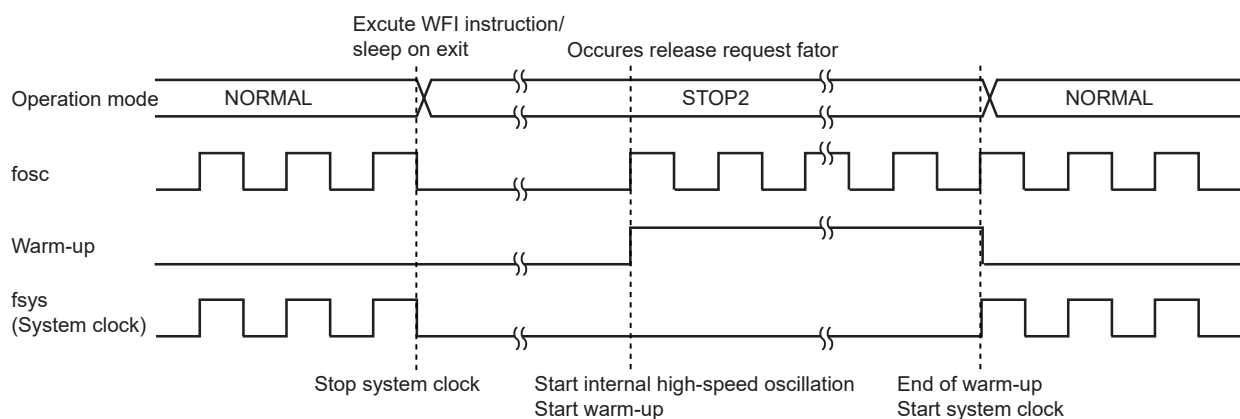 Excute WFI instruction/
sleep on exit
Occures release request fator
Operation mode
NORMAL
STOP2
NORMAL
fosc
Warm-up
fsys
(System clock)
Stop system clock
Start internal high-speed oscillation
Start warm-up
End of warm-up
Start system clock